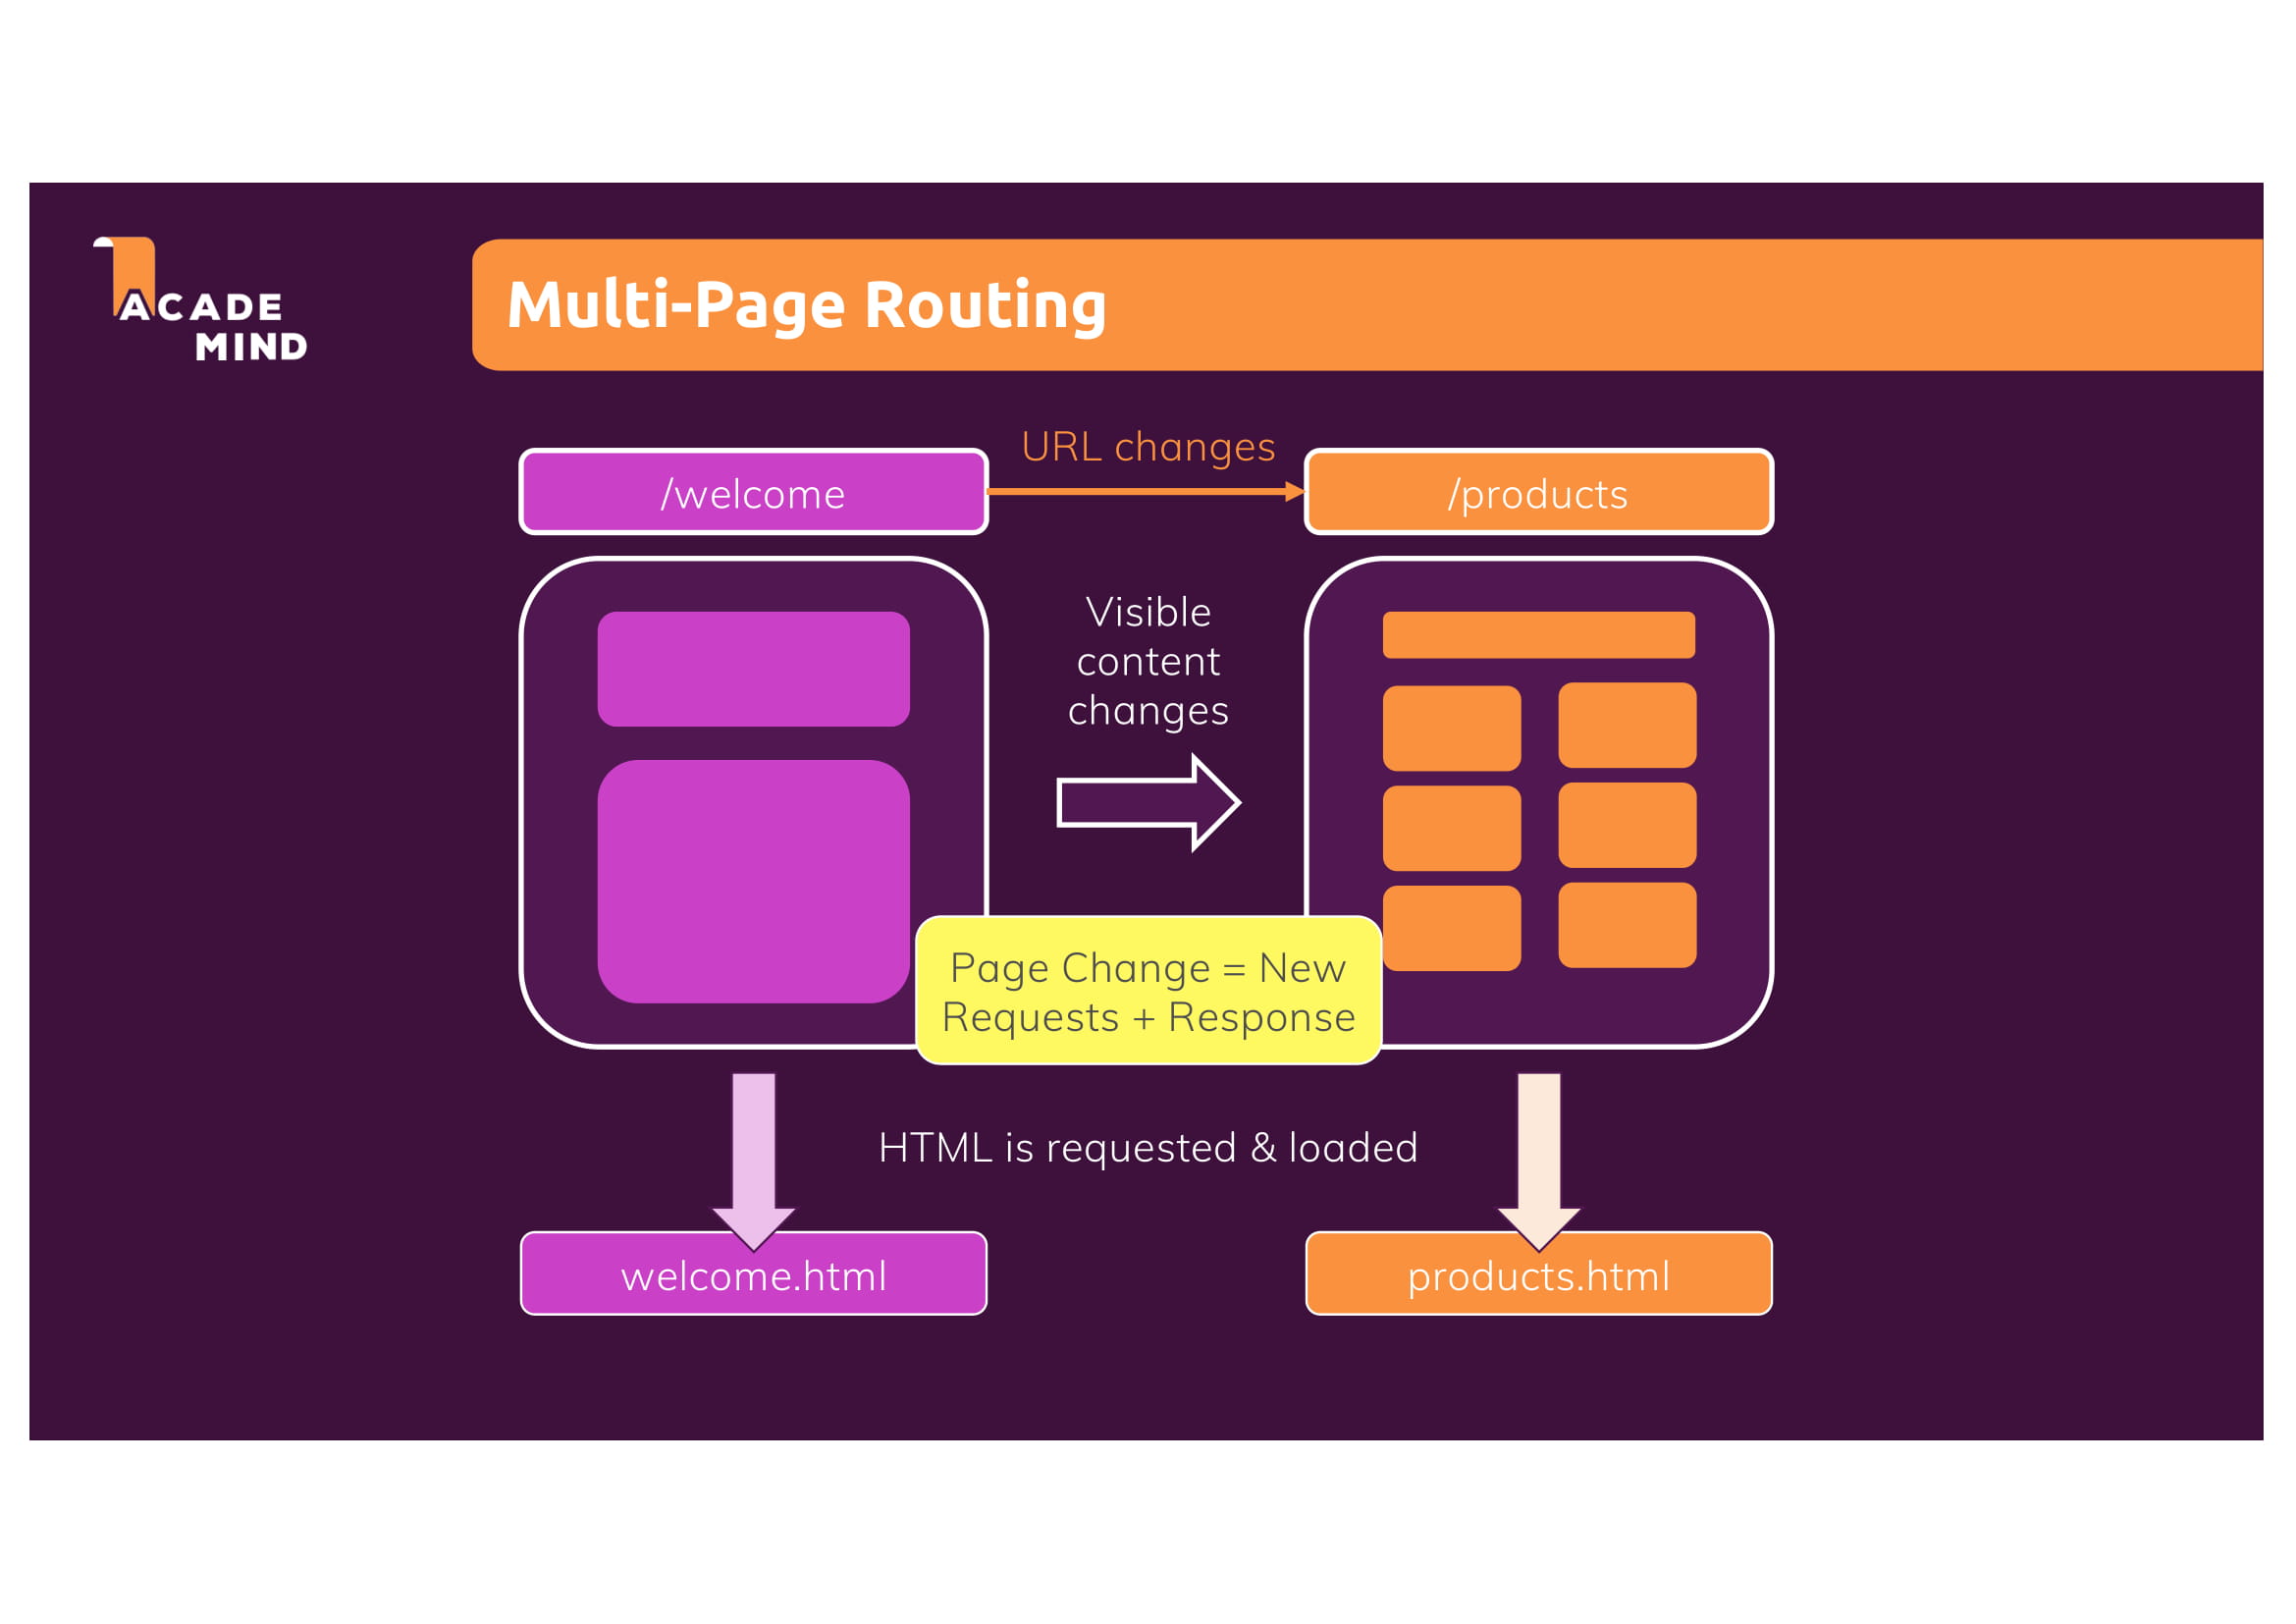 ACADE
MIND
Multi-Page Routing
URL changes
/welcome
/products
Visible
content
changes
Page Change = New
Requests + Response
HTML is requested & loaded
welcome.html
products.html